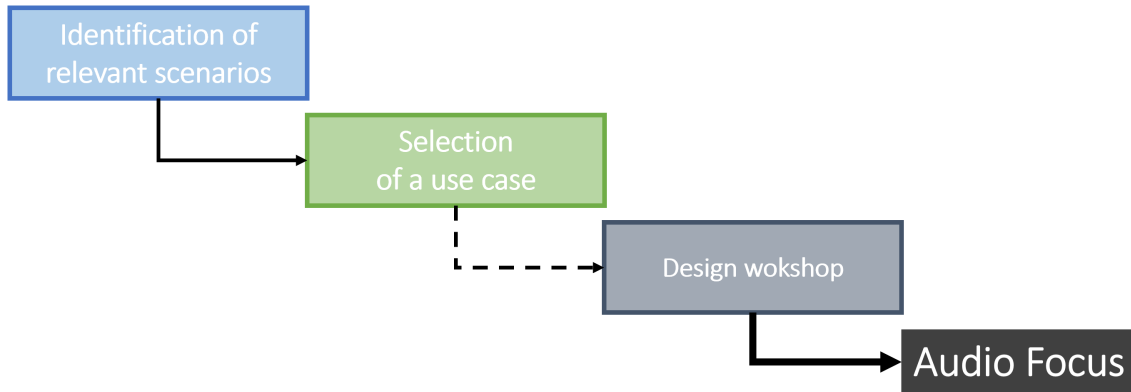 Identification of
relevant scenarios
Selection
of a use case
Design wokshop
Audio Focus